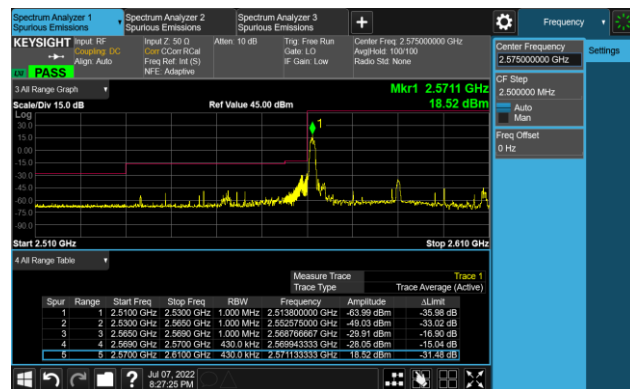 Spectrum Analyzer 1
Spurious Emissions
Spectrum Analyzer 2
Spurious Emissions
Spectrum Analyzer 3
Spurious Emissions
Frequency
KEYSIGHT
Input: RF
Coupling: DC
Align: Auto
Input Z: 50 Ω
Corr CCorr RCal
Freq Ref: Int (S)
NFE: Adaptive
Atten: 10 dB
Trig: Free Run
Gate: LO
IF Gain: Low
Center Freq: 2.575000000 GHz
Avg|Hold: 100/100
Radio Std: None
PASS
Center Frequency
2.575000000 GHz
Settings
CF Step
2.500000 MHz
Auto
Man
Freq Offset
0 Hz
3 All Range Graph
Mkr1 2.5711 GHz
Scale/Div 15.0 dB
Ref Value 45.00 dBm
18.52 dBm
Log
30.0
15.0
0.00
-15.0
-30.0
-45.0
-60.0
-75.0
-90.0
1
Start 2.510 GHz
Stop 2.610 GHz
4 All Range Table
Measure Trace Trace 1
Trace Type Trace Average (Active)
Spur Range Start Freq Stop Freq RBW Frequency Amplitude ΔLimit
1 1 2.5100 GHz 2.5300 GHz 1.000 MHz 2.513800000 GHz -63.99 dBm -35.98 dB
2 2 2.5300 GHz 2.5650 GHz 1.000 MHz 2.552575000 GHz -49.03 dBm -33.02 dB
3 3 2.5650 GHz 2.5690 GHz 1.000 MHz 2.568766667 GHz -29.91 dBm -16.90 dB
4 4 2.5690 GHz 2.5700 GHz 430.0 kHz 2.569943333 GHz -28.05 dBm -15.04 dB
5 5 2.5700 GHz 2.6100 GHz 430.0 kHz 2.571133333 GHz 18.52 dBm -31.48 dB
Jul 07, 2022
8:27:25 PM